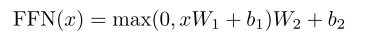 FFN(x) = max(0, xW₁ + b₁)W₂ + b₂